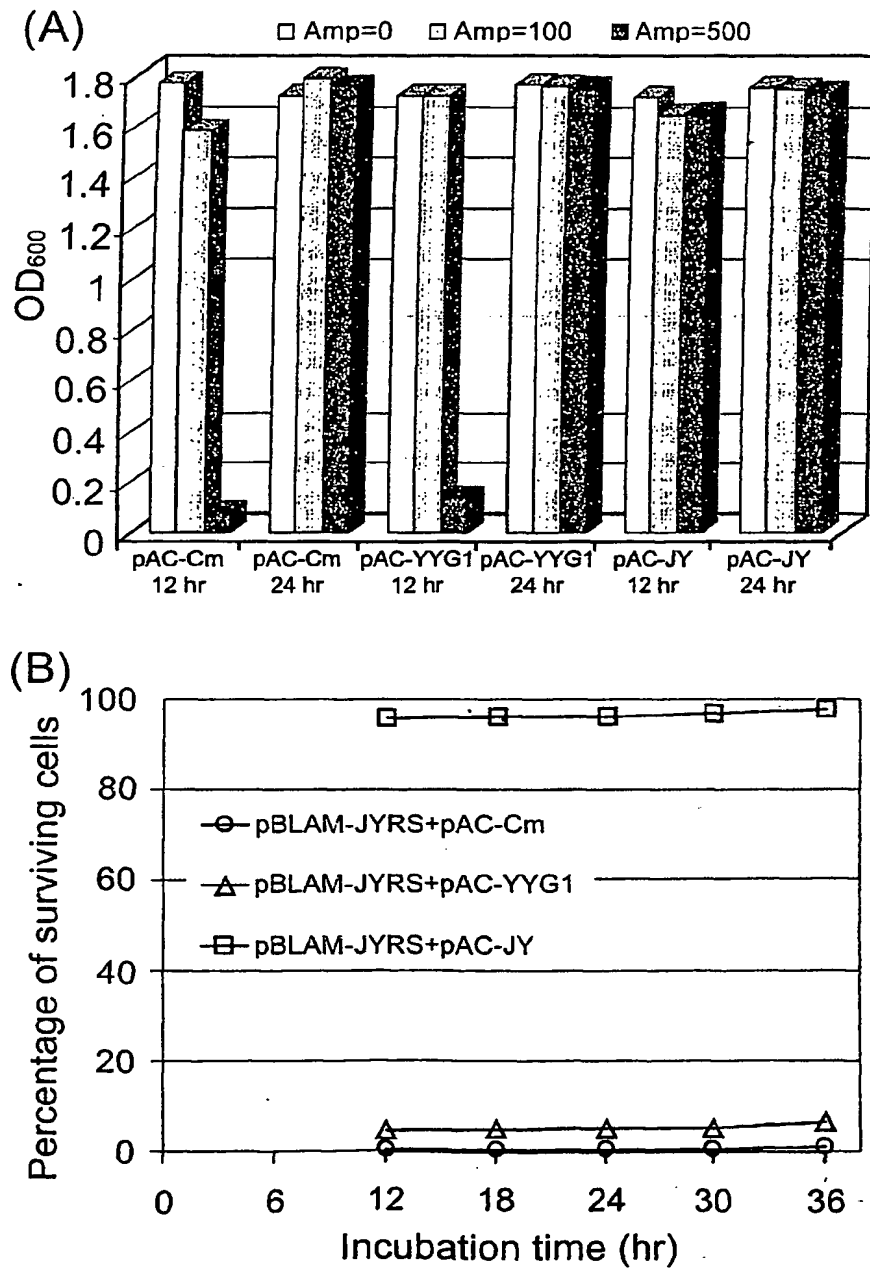 (A)
Amp=0 Amp=100 Amp=500
1.8
1.6
1.4
1.2
1
0.8
0.6
0.4
0.2
0
OD600
pAC-Cm pAC-Cm pAC-YYG1 pAC-YYG1 pAC-JY pAC-JY
12 hr 24 hr 12 hr 24 hr 12 hr 24 hr
(B)
100
80
60
40
20
0
Percentage of surviving cells
pBLAM-JYRS+pAC-Cm
pBLAM-JYRS+pAC-YYG1
pBLAM-JYRS+pAC-JY
0 6 12 18 24 30 36
Incubation time (hr)